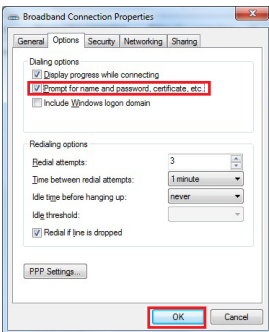 Broadband Connection Properties
General Options Security Networking Sharing
Dialing options
Display progress while connecting
Prompt for name and password, certificate, etc.
Include Windows logon domain
Redialing options
Redial attempts: 3
Time between redial attempts: 1 minute
Idle time before hanging up: never
Idle threshold:
Redial if line is dropped
PPP Settings...
OK Cancel